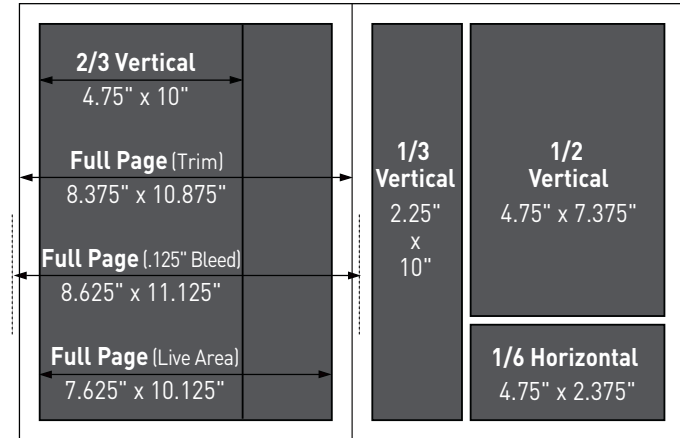 2/3 Vertical
4.75" x 10"
Full Page (Trim)
8.375" x 10.875"
Full Page (.125" Bleed)
8.625" x 11.125"
Full Page (Live Area)
7.625" x 10.125"
1/3
Vertical
2.25"
x
10"
1/2
Vertical
4.75" x 7.375"
1/6 Horizontal
4.75" x 2.375"